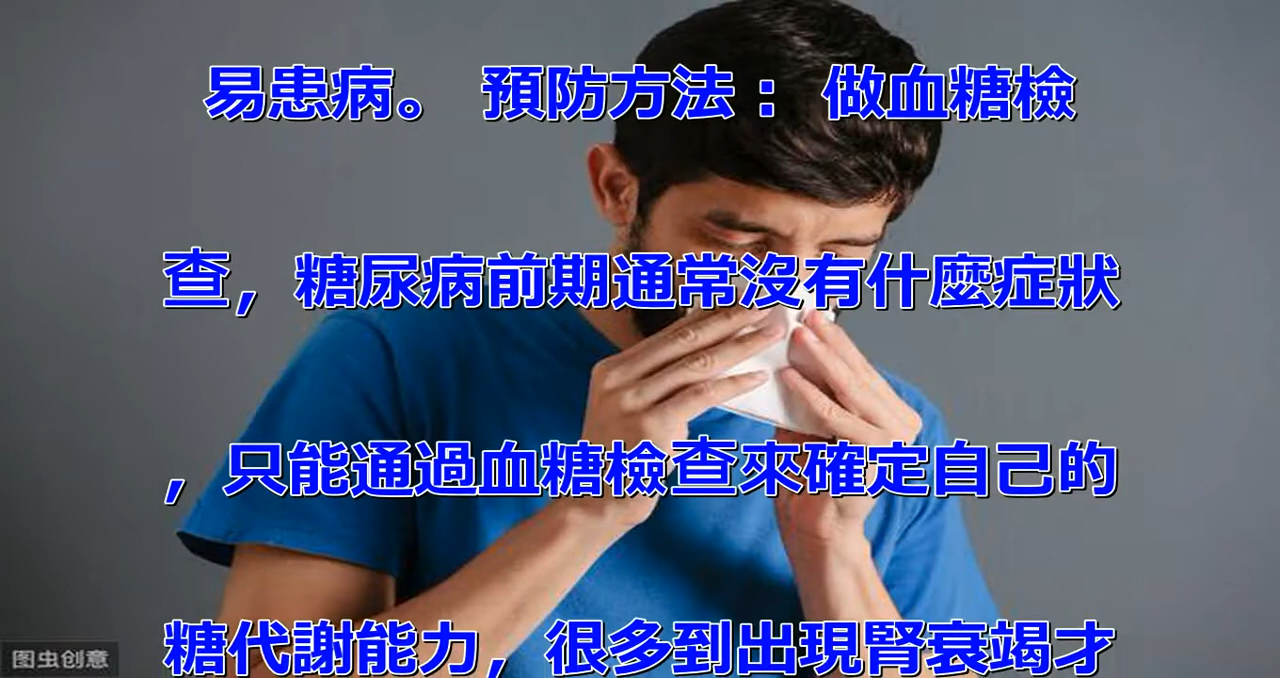 易患病。 預防方法： 做血糖檢
查，糖尿病前期通常沒有什麼症狀
，只能通過血糖檢查來確定自己的
糖代謝能力，很多到出現腎衰竭才
图虫创意